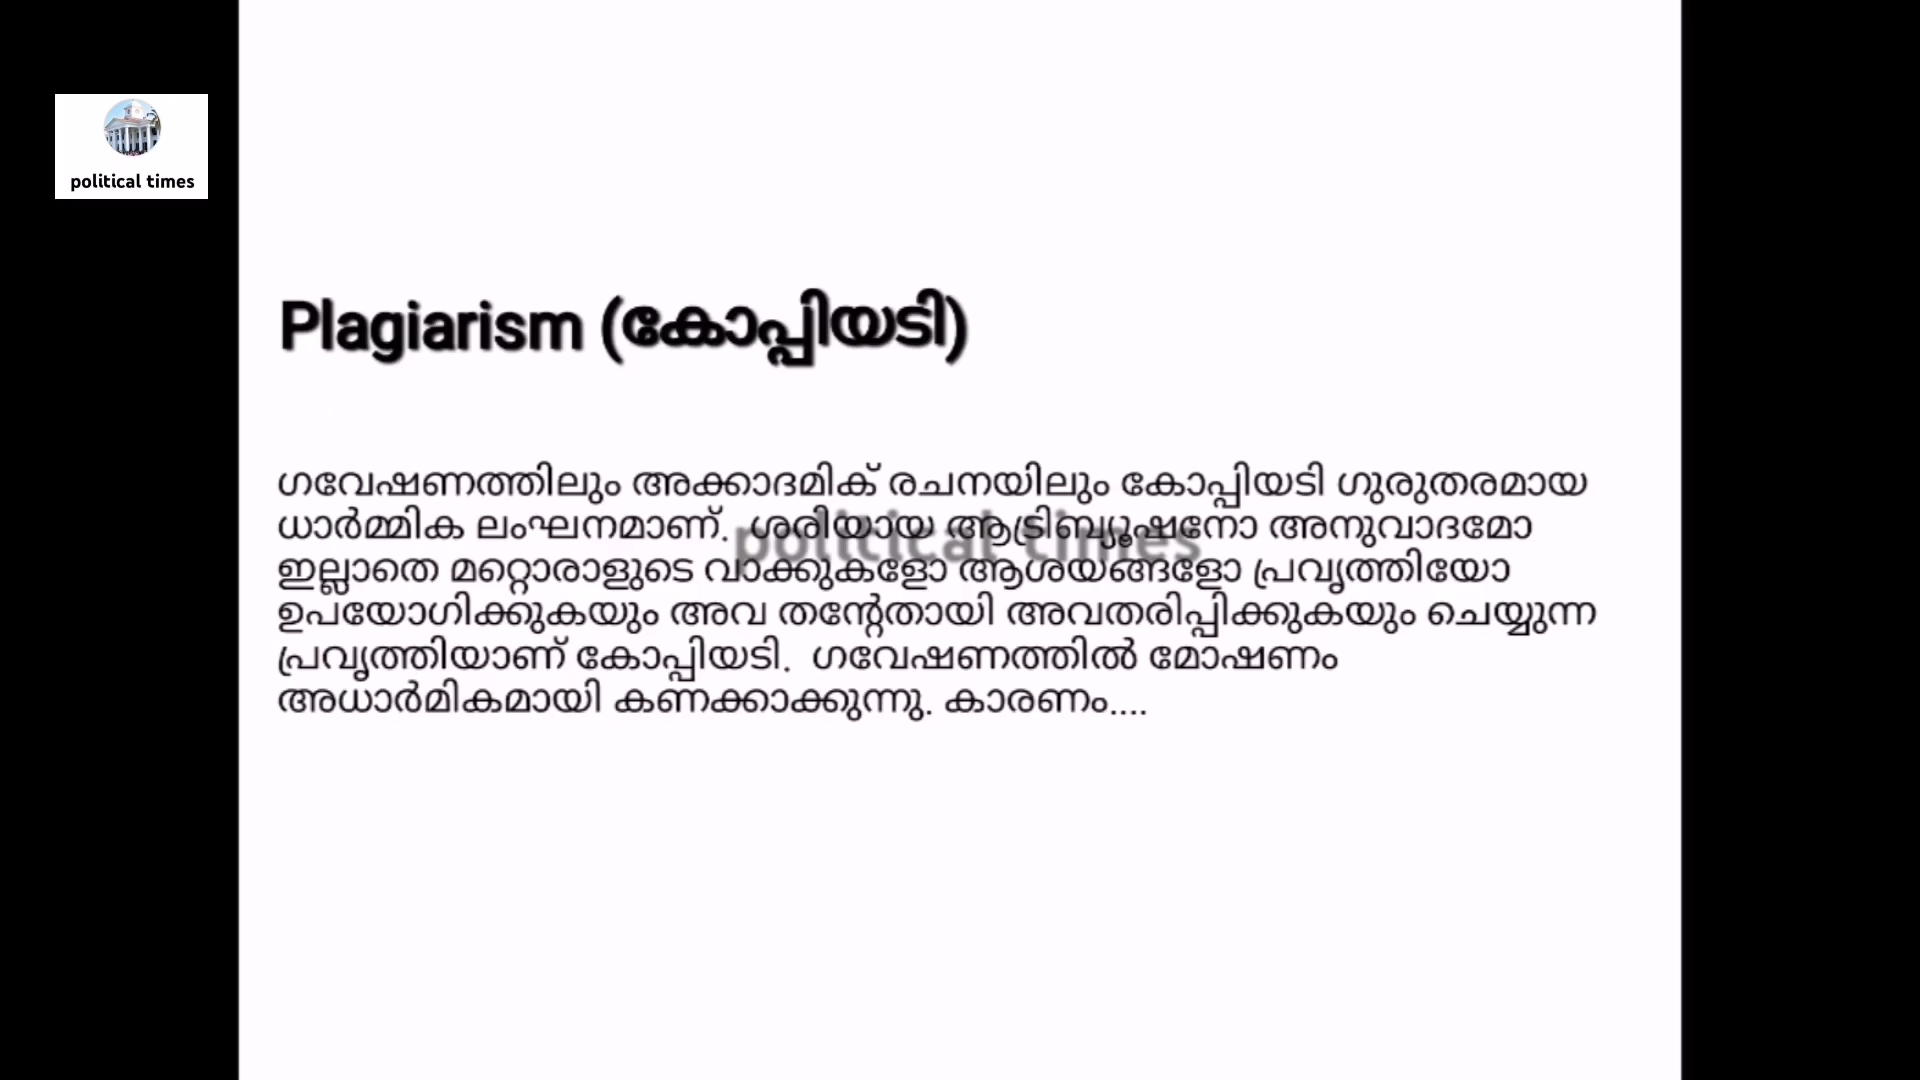 political times
Plagiarism (കോപ്പിയടി)
ഗവേഷണത്തിലും അക്കാദമിക് രചനയിലും കോപ്പിയടി ഗുരുതരമായ
ധാർമ്മിക ലംഘനമാണ്. ശരിയായ ആട്രിബ്യൂഷനോ അനുവാദമോ
political times
ഇല്ലാതെ മറ്റൊരാളുടെ വാക്കുകളോ ആശയങ്ങളോ പ്രവൃത്തിയോ
ഉപയോഗിക്കുകയും അവ തന്റേതായി അവതരിപ്പിക്കുകയും ചെയ്യുന്ന
പ്രവൃത്തിയാണ് കോപ്പിയടി. ഗവേഷണത്തിൽ മോഷണം
അധാർമികമായി കണക്കാക്കുന്നു. കാരണം....